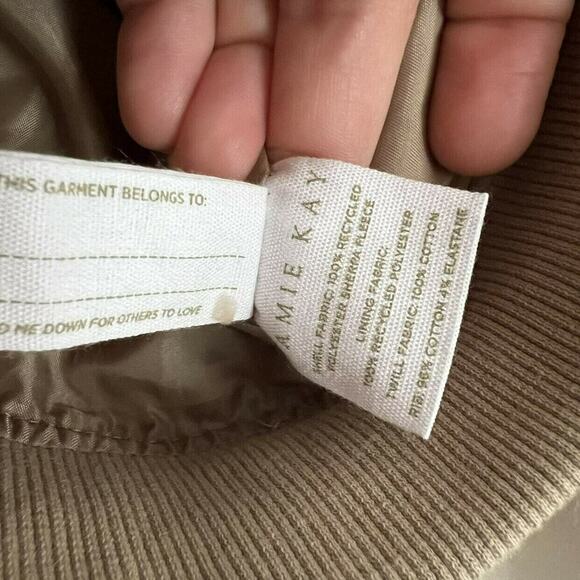 THIS GARMENT BELONGS TO:
ME DOWN FOR OTHERS TO LOVE
AMIE KAY
SHELL FABRIC: 100% RECYCLED
POLYESTER SHERPA FLEECE
LINING FABRIC:
100% RECYCLED POLYESTER
TWILL FABRIC: 100% COTTON
RIB: 96% COTTON 4% ELASTANE